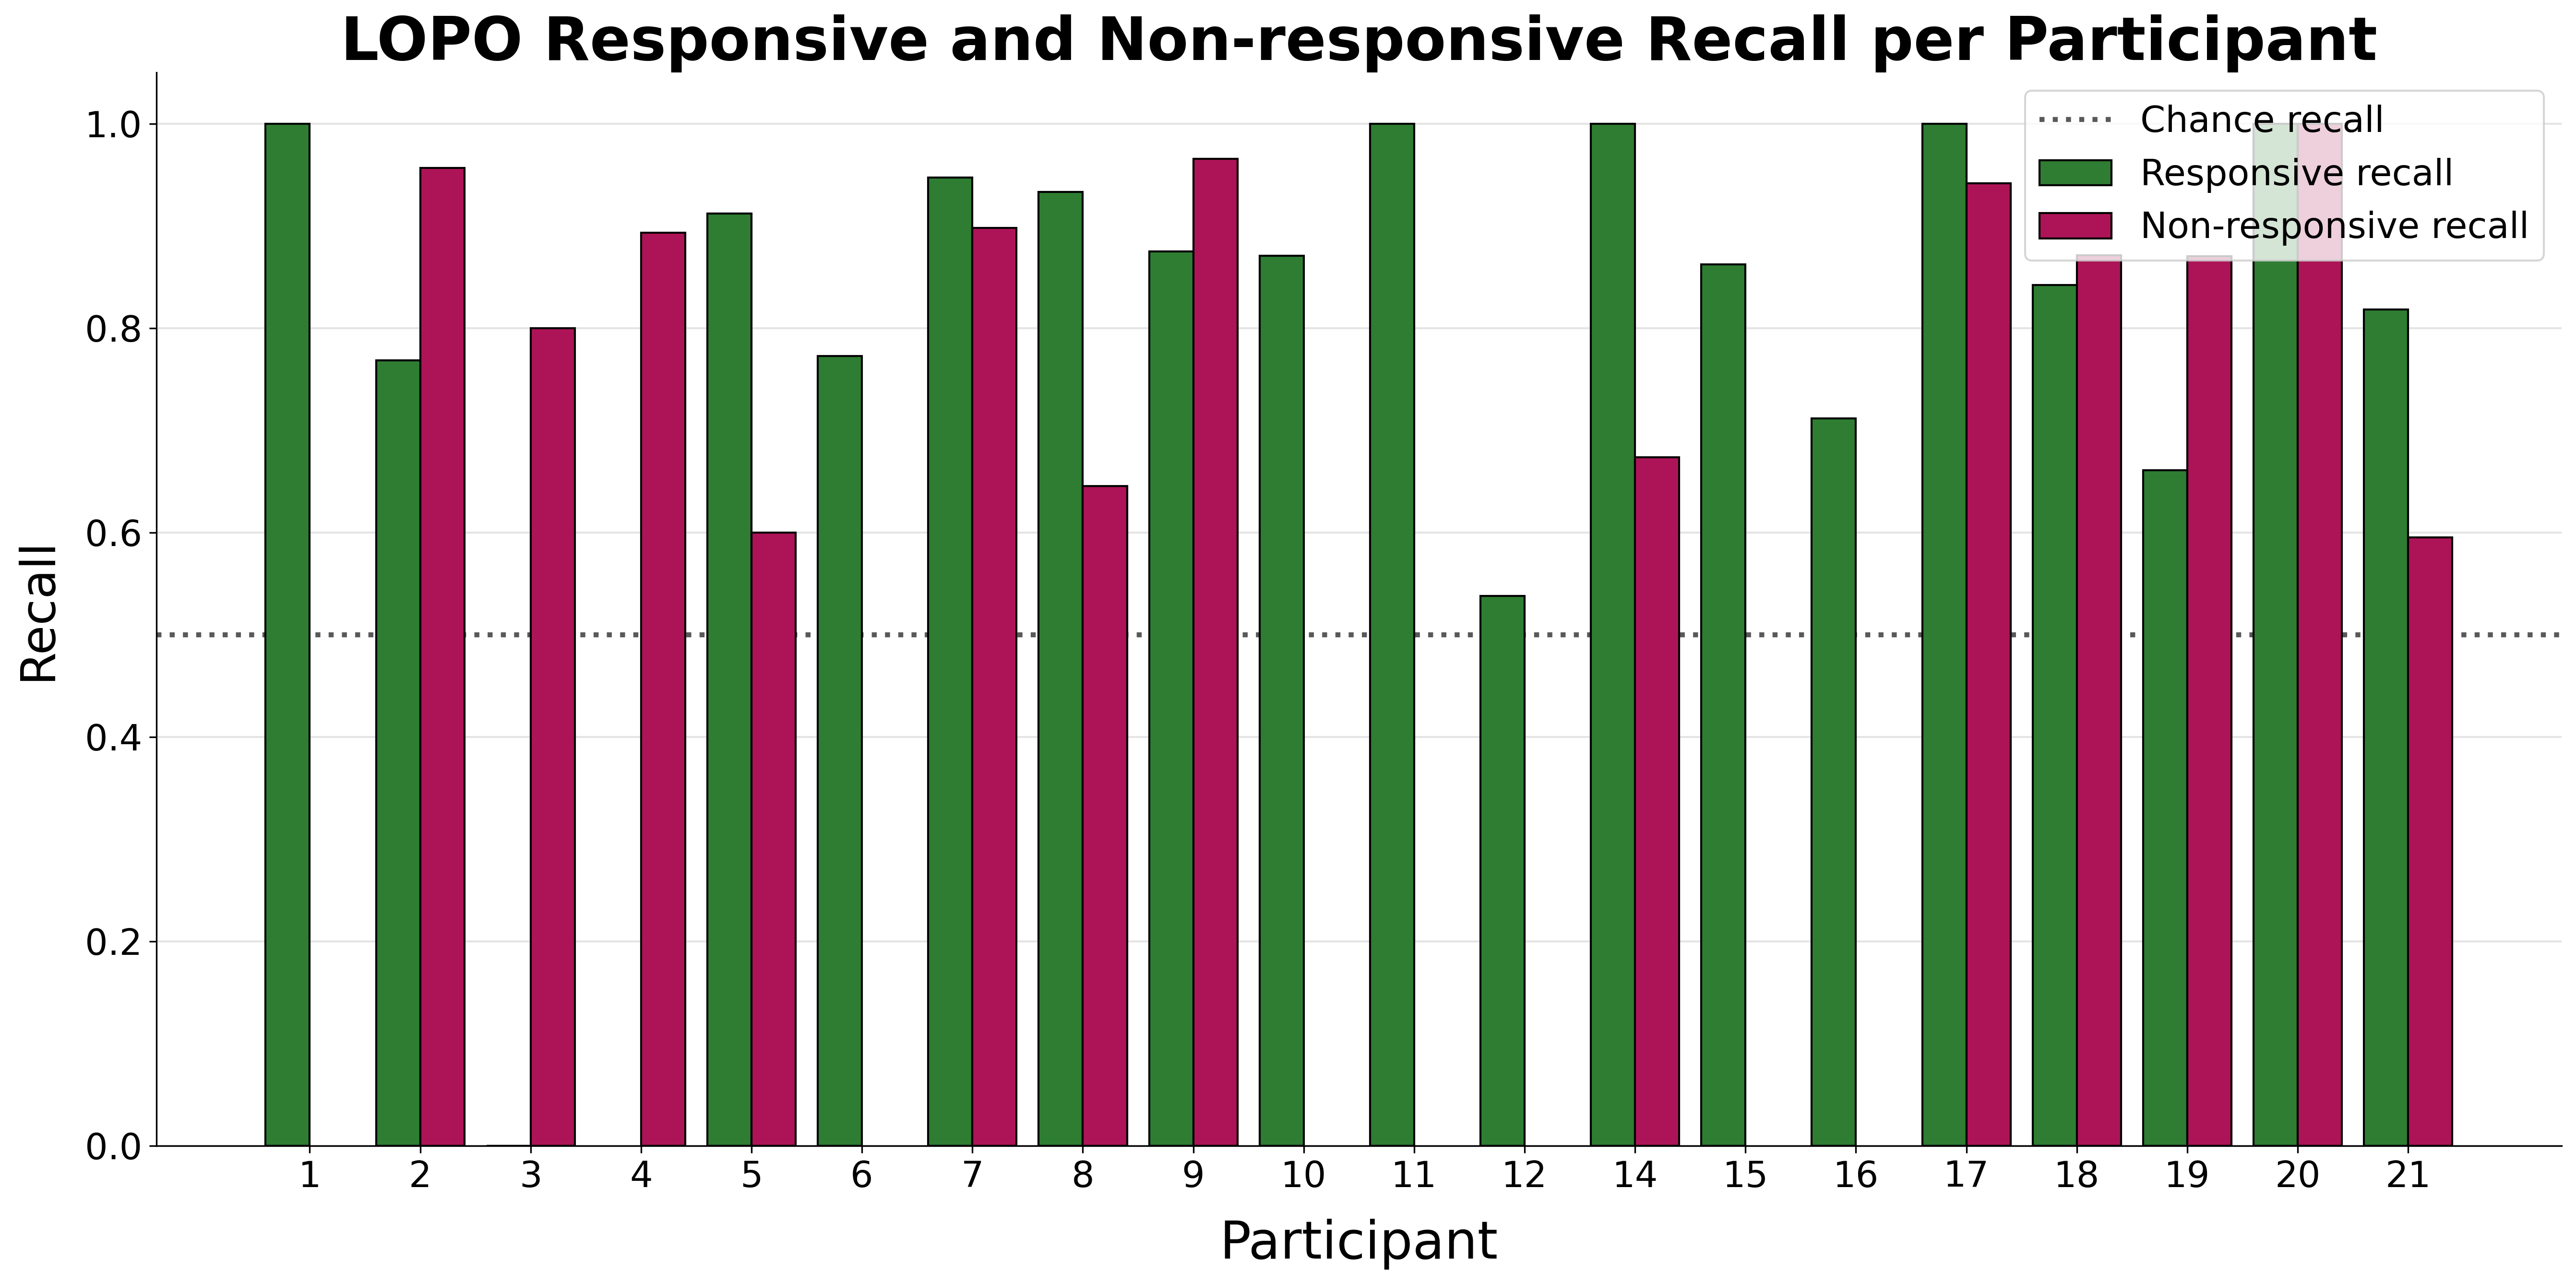 LOPO Responsive and Non-responsive Recall per Participant
Chance recall
Responsive recall
Non-responsive recall
1.0
0.8
0.6
0.4
0.2
0.0
Recall
1 2 3 4 5 6 7 8 9 10 11 12 14 15 16 17 18 19 20 21
Participant